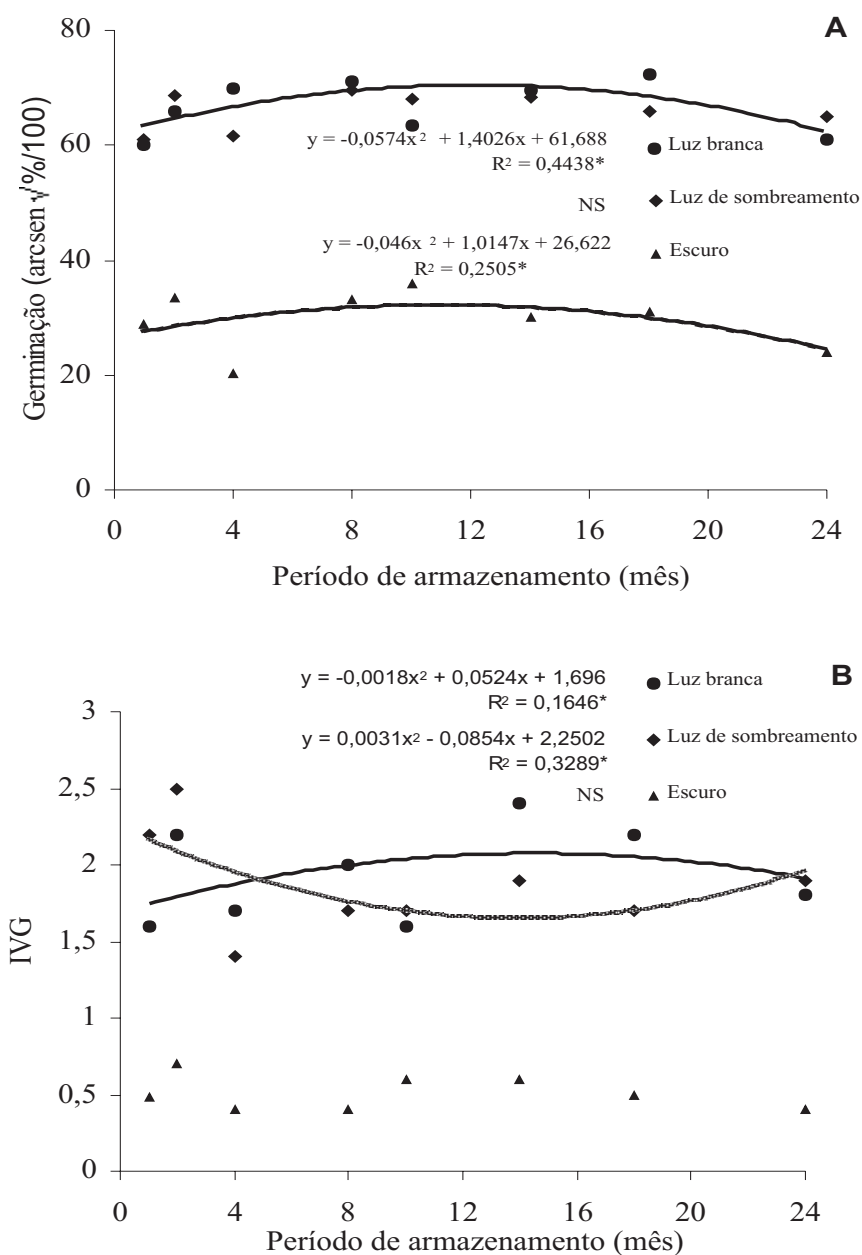 A
80
60
40
20
0
Germinação (arcsen √%/100)
y = -0,0574x² + 1,4026x + 61,688
R² = 0,4438*
Luz branca
NS
Luz de sombreamento
y = -0,046x ² + 1,0147x + 26,622
R² = 0,2505*
Escuro
0 4 8 12 16 20 24
Período de armazenamento (mês)
B
y = -0,0018x² + 0,0524x + 1,696
R² = 0,1646*
Luz branca
y = 0,0031x² - 0,0854x + 2,2502
R² = 0,3289*
Luz de sombreamento
NS
Escuro
3
2,5
2
1,5
1
0,5
0
IVG
0 4 8 12 16 20 24
Período de armazenamento (mês)